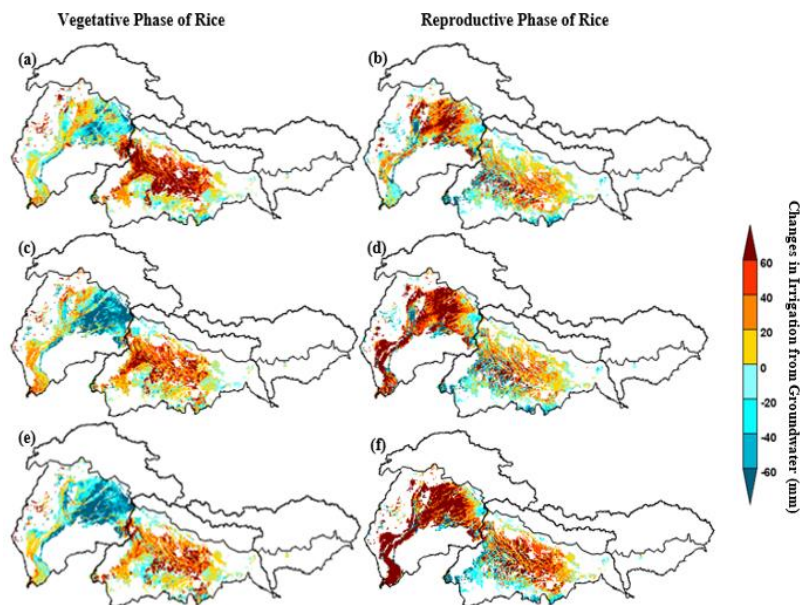 Vegetative Phase of Rice
Reproductive Phase of Rice
(a)
(b)
(c)
(d)
(e)
(f)
60
40
20
0
-20
-40
-60
Changes in Irrigation from Groundwater (mm)